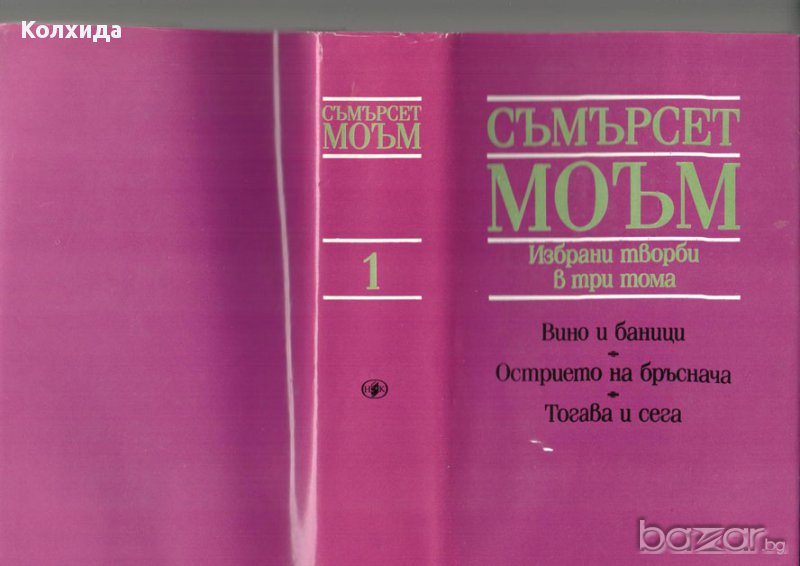 Колхида
СЪМЪРСЕТ
МОЪМ
1
НК
СЪМЪРСЕТ
МОЪМ
Избрани творби
в три тома
Вино и баници
Острието на бръснача
Тогава и сега
bazar.bg